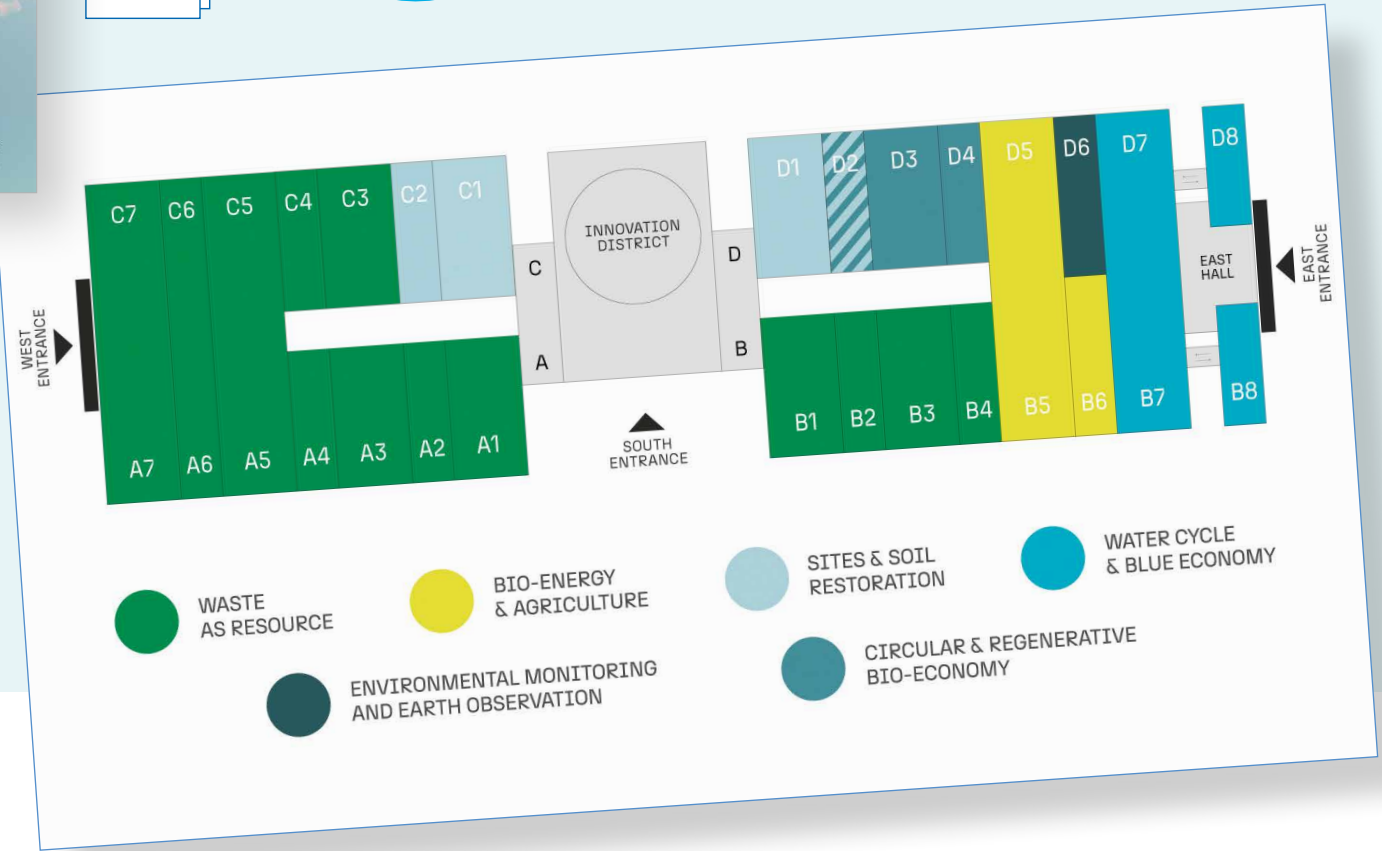 C7
C6
C5
C4
C3
C2
C1
INNOVATION
DISTRICT
C
A
D
B
D1
D2
D3
D4
D5
D6
D7
D8
WEST
ENTRANCE
EAST
HALL
EAST
ENTRANCE
A7
A6
A5
A4
A3
A2
A1
SOUTH
ENTRANCE
B1
B2
B3
B4
B5
B6
B7
B8
WASTE
AS RESOURCE
BIO-ENERGY
& AGRICULTURE
SITES & SOIL
RESTORATION
WATER CYCLE
& BLUE ECONOMY
ENVIRONMENTAL MONITORING
AND EARTH OBSERVATION
CIRCULAR & REGENERATIVE
BIO-ECONOMY